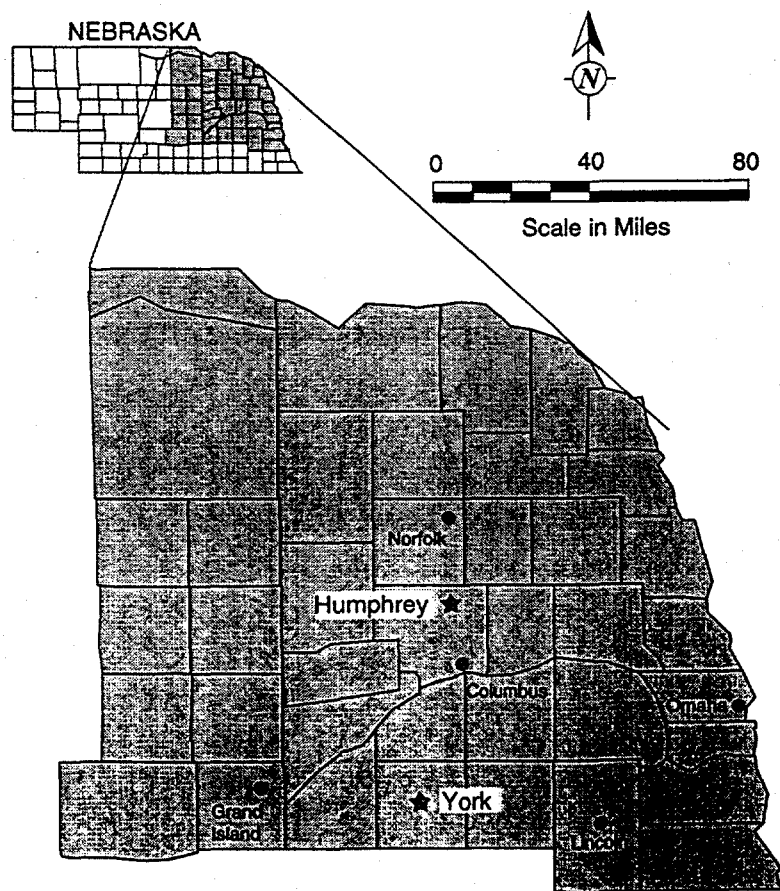 NEBRASKA
N
0 40 80
Scale in Miles
Norfolk
Humphrey
Columbus
Omaha
York
Grand
Island
Lincoln